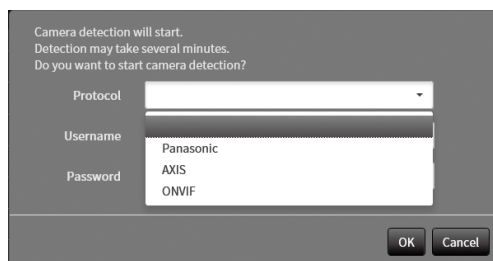 Camera detection will start.
Detection may take several minutes.
Do you want to start camera detection?
Protocol
Username
Panasonic
AXIS
Password
ONVIF
OK Cancel